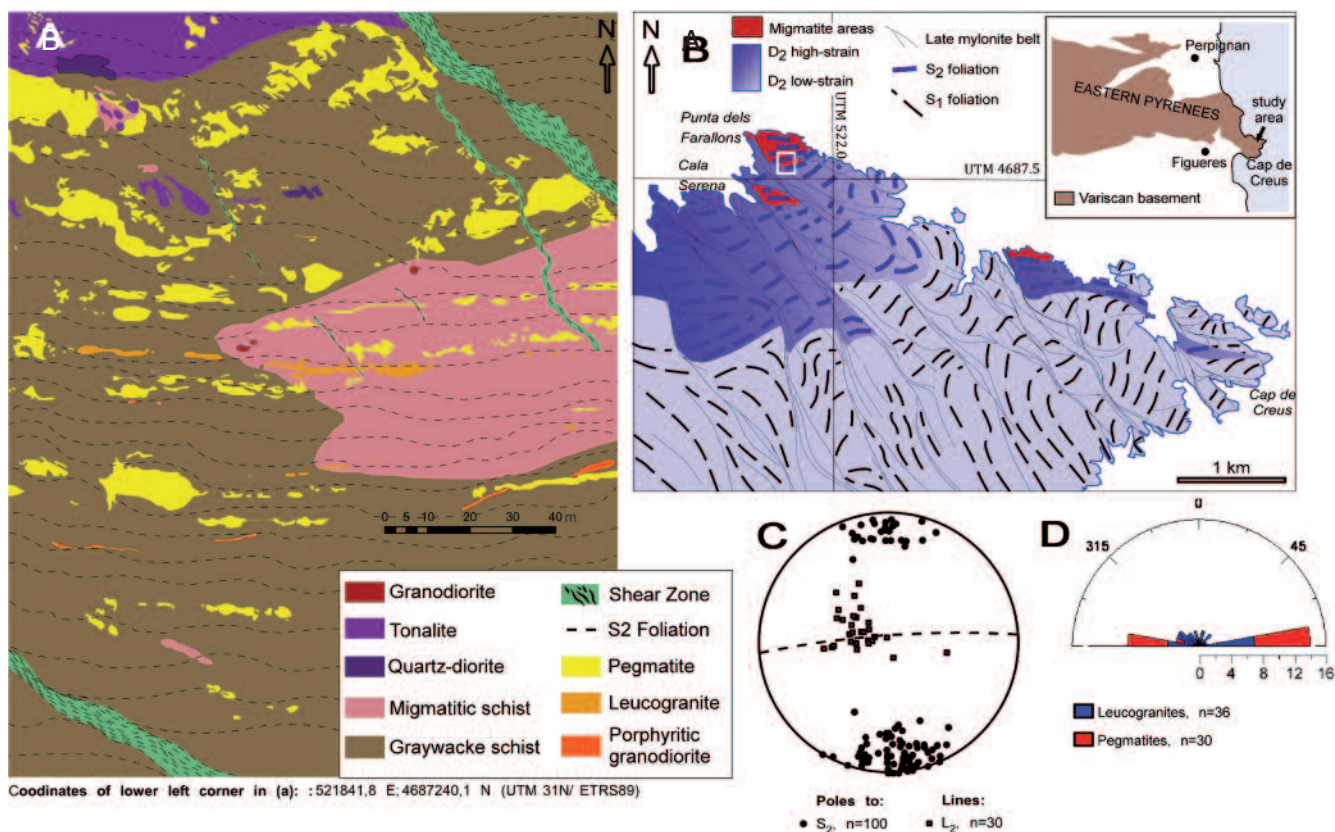 B
N
Granodiorite
Tonalite
Quartz-diorite
Migmatitic schist
Graywacke schist
Shear Zone
S2 Foliation
Pegmatite
Leucogranite
Porphyritic
granodiorite
0 5 10 20 30 40 m
Coodinates of lower left corner in (a): :521841,8 E;4687240,1 N (UTM 31N/ ETRS89)
N
B
Migmatite areas
D2 high-strain
D2 low-strain
Late mylonite belt
S2 foliation
S1 foliation
Punta dels
Farallons
Cala
Serena
UTM 522.0
UTM 4687.5
Cap de
Creus
1 km
Perpignan
EASTERN PYRENEES
study
area
Figueres
Cap de
Creus
Variscan basement
C
Poles to:
S2, n=100
Lines:
L2, n=30
D
0
315
45
0 4 8 12 16
Leucogranites, n=36
Pegmatites, n=30